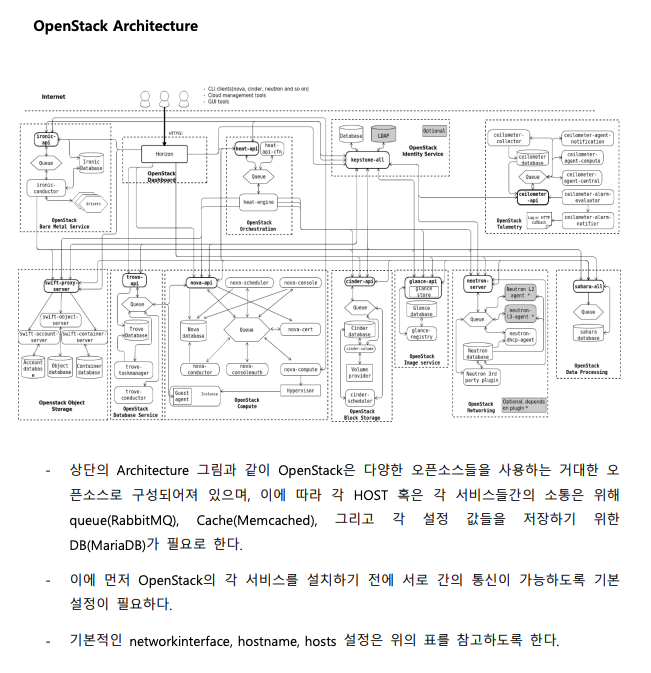 OpenStack Architecture
Internet
- CLI clients(nova, cinder, neutron and so on)
- Cloud management tools
- GUI tools
HTTP(S)
ironic-
api
Queue
Ironic
Database
ironic-
conductor
drivers
OpenStack
Bare Metal Service
Horizon
OpenStack
Dashboard
heat-api
heat-
api-cfn
Queue
heat-engine
OpenStack
Orchestration
Database
LDAP
Optional
keystone-all
OpenStack
Identity Service
ceilometer-
collector
ceilometer-agent-
notification
ceilometer
database
ceilometer-
agent-compute
Queue
ceilometer-
agent-central
ceilometer
-api
ceilometer-alarm-
evaluator
OpenStack
Telemetry
Log or HTTP
callback
ceilometer-alarm-
notifier
Swift-proxy-
server
swift-object-
server
swift-account-
server
swift-container-
server
Account
databas
e
Object
database
Container
database
Openstack Object
Storage
trove-
api
Queue
Trove
Database
trova-
taskmanager
trove-
conductor
OpenStack
Database Service
nova-api
nova-scheduler
nova-console
Nova
database
Queue
nova-cert
nova-
conductor
nova-
consoleauth
nova-compute
Guest
agent
Instance
Hypervisor
OpenStack
Compute
cinder-api
Queue
Cinder
database
cinder-volume
Volume
provider
cinder-
scheduler
OpenStack
Block Storage
glance-api
glance
store
Glance
database
glance-
registry
OpenStack
Image service
neutron-
server
Neutron L2
agent *
Queue
neutron-
l3-agent *
neutron-
dhcp-agent
Neutron
database
Neutron 3rd
party plugin
OpenStack
Networking
Optional, depends
on plugin *
sahara-all
Queue
sahara
database
OpenStack
Data Processing
- 상단의 Architecture 그림과 같이 OpenStack은 다양한 오픈소스들을 사용하는 거대한 오
픈소스로 구성되어져 있으며, 이에 따라 각 HOST 혹은 각 서비스들간의 소통은 위해
queue(RabbitMQ), Cache(Memcached), 그리고 각 설정 값들을 저장하기 위한
DB(MariaDB)가 필요로 한다.
- 이에 먼저 OpenStack의 각 서비스를 설치하기 전에 서로 간의 통신이 가능하도록 기본
설정이 필요하다.
- 기본적인 networkinterface, hostname, hosts 설정은 위의 표를 참고하도록 한다.